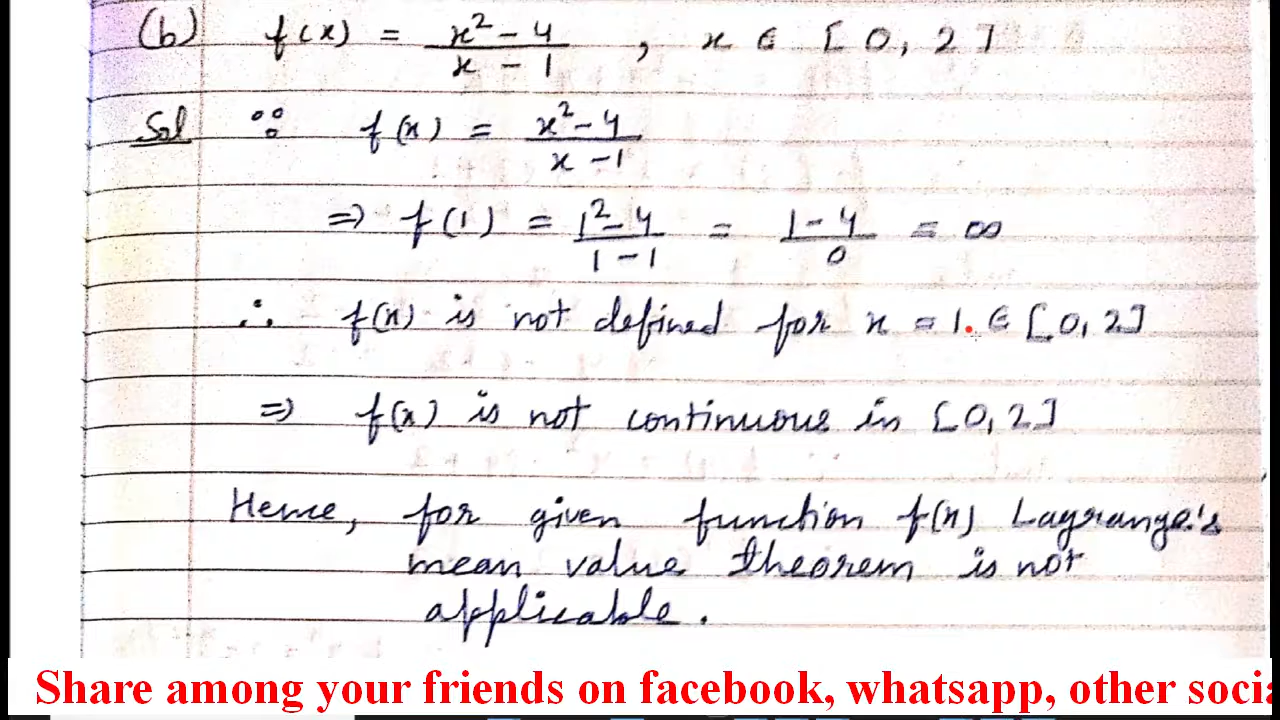 (b) f(x) = x² - 4 / x - 1 , x ∈ [0, 2]
Sol ∵ f(x) = x² - 4 / x - 1
⇒ f(1) = 1² - 4 / 1 - 1 = 1 - 4 / 0 = ∞
∴ f(x) is not defined for x = 1 ∈ [0, 2]
⇒ f(x) is not continuous in [0, 2]
Hence, for given function f(x) Lagrange's
mean value theorem is not
applicable.
Share among your friends on facebook, whatsapp, other socia